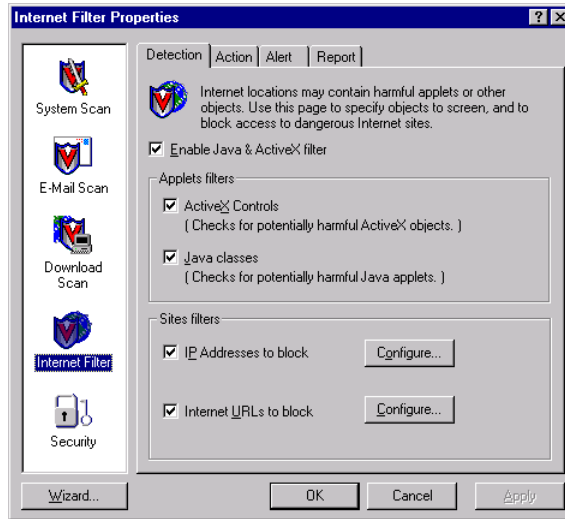 Internet Filter Properties
System Scan
E-Mail Scan
Download
Scan
Internet Filter
Security
Detection Action Alert Report
Internet locations may contain harmful applets or other
objects. Use this page to specify objects to screen, and to
block access to dangerous Internet sites.
Enable Java & ActiveX filter
Applets filters
ActiveX Controls
( Checks for potentially harmful ActiveX objects. )
Java classes
( Checks for potentially harmful Java applets. )
Sites filters
IP Addresses to block Configure...
Internet URLs to block Configure...
Wizard... OK Cancel Apply